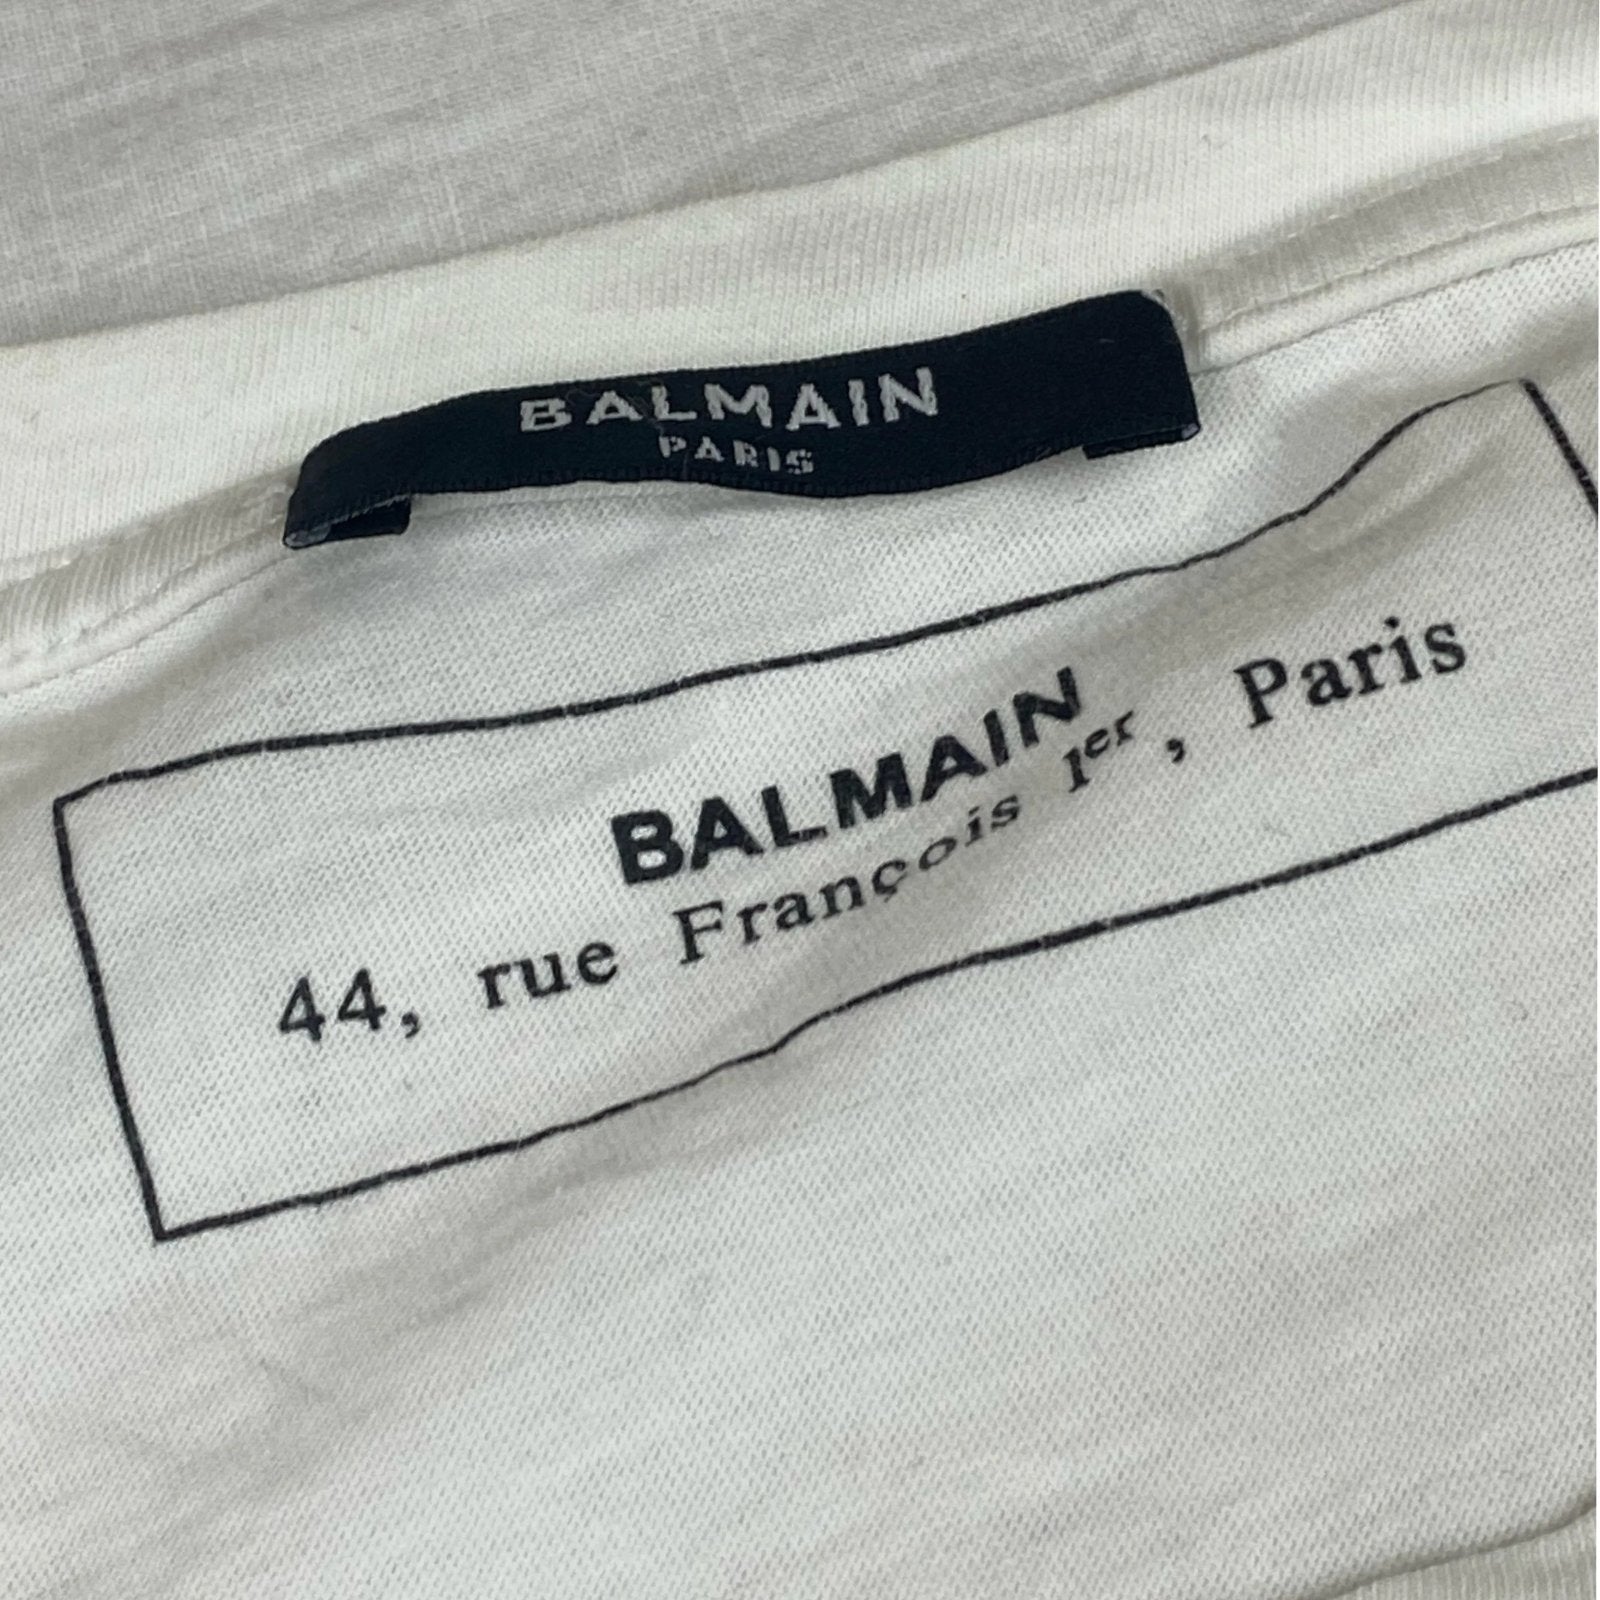 BALMAIN
PARIS
BALMAIN
44, rue François 1er, Paris